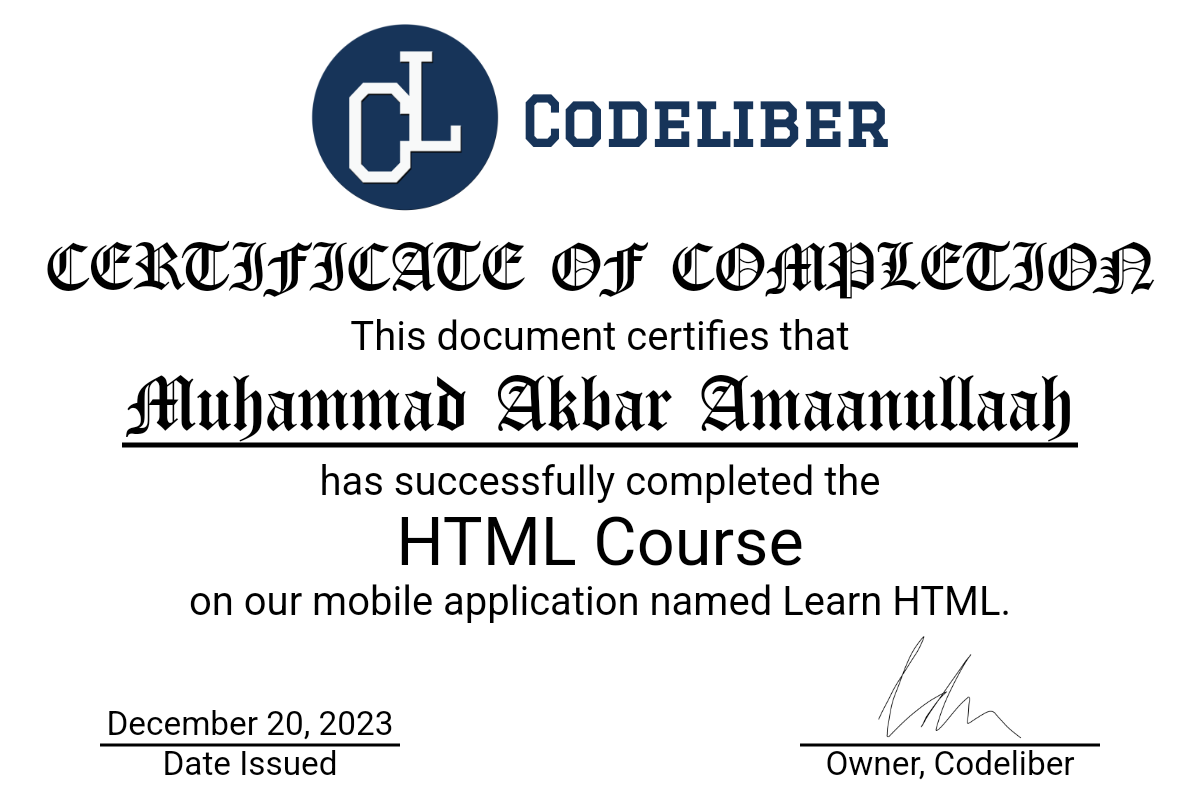 CL
CODELIBER
CERTIFICATE OF COMPLETION
This document certifies that
Muhammad Akbar Amaanullaah
has successfully completed the
HTML Course
on our mobile application named Learn HTML.
December 20, 2023
Date Issued
Owner, Codeliber